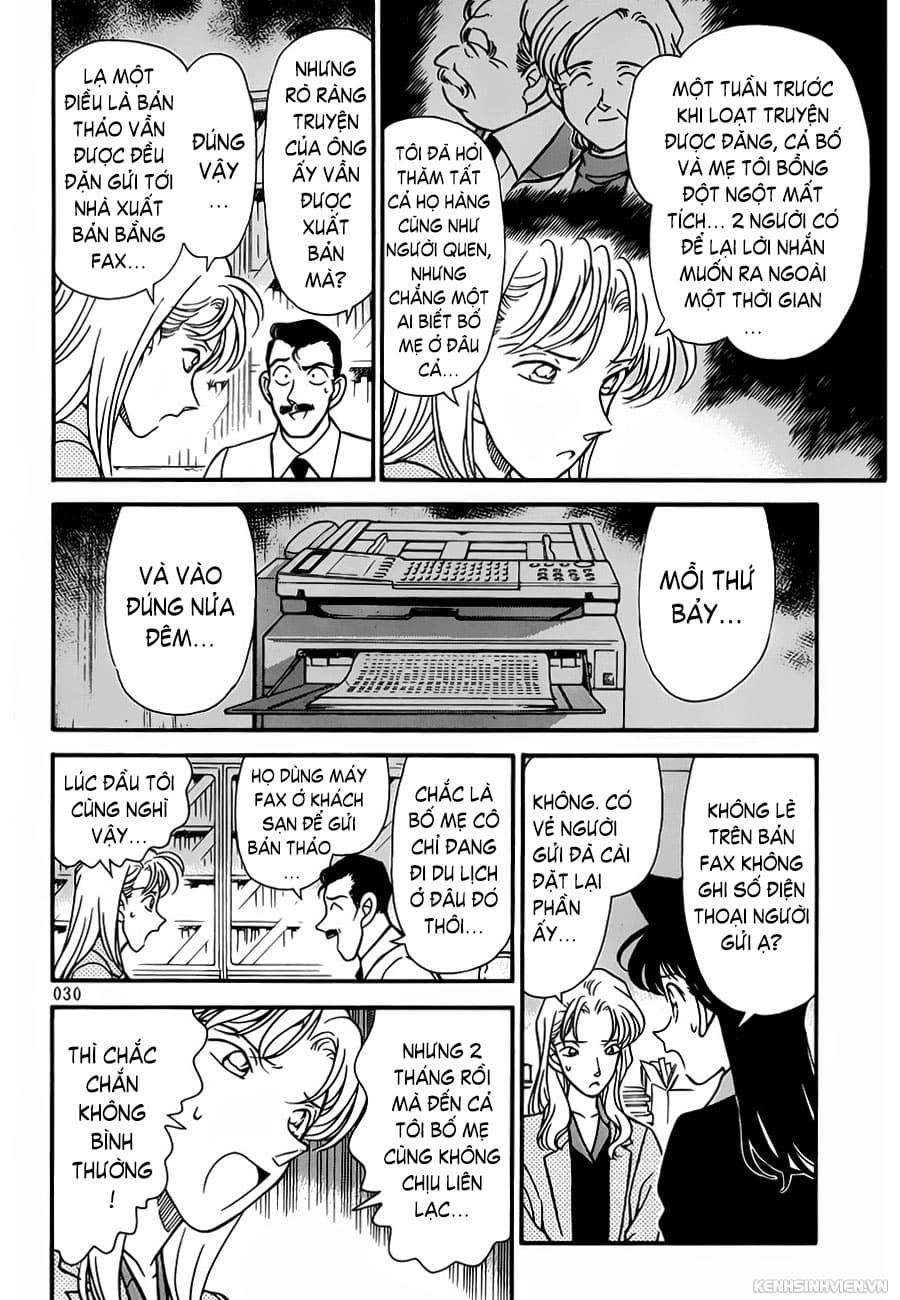 MỘT TUẦN TRƯỚC
KHI LOẠT TRUYỆN
ĐƯỢC ĐĂNG, CẢ BỐ
VÀ MẸ TÔI BỖNG
ĐỘT NGỘT MẤT
TÍCH... 2 NGƯỜI CÓ
ĐỂ LẠI LỜI NHẮN
MUỐN RA NGOÀI
MỘT THỜI GIAN
...
TÔI ĐÃ HỎI
THĂM TẤT
CẢ HỌ HÀNG
CŨNG NHƯ
NGƯỜI QUEN,
NHƯNG
CHẲNG MỘT
AI BIẾT BỐ
MẸ Ở ĐÂU
CẢ...
NHƯNG
RÕ RÀNG
TRUYỆN
CỦA ÔNG
ẤY VẪN
ĐƯỢC
XUẤT
BẢN
MÀ?
ĐÚNG
VẬY
...
LẠ MỘT
ĐIỀU LÀ BẢN
THẢO VẪN
ĐƯỢC ĐỀU
ĐẶN GỬI TỚI
NHÀ XUẤT
BẢN BẰNG
FAX...
MỖI THỨ
BẢY...
VÀ VÀO
ĐÚNG NỬA
ĐÊM...
KHÔNG LẼ
TRÊN BẢN
FAX KHÔNG
GHI SỐ ĐIỆN
THOẠI NGƯỜI
GỬI Ạ?
KHÔNG. CÓ
VẺ NGƯỜI
GỬI ĐÃ CÀI
ĐẶT LẠI
PHẦN
ẤY...
CHẮC LÀ
BỐ MẸ CÔ
CHỈ ĐANG
ĐI DU LỊCH
Ở ĐÂU ĐÓ
THÔI.
HỌ DÙNG MÁY
FAX Ở KHÁCH
SẠN ĐỂ GỬI
BẢN THẢO
...
LÚC ĐẦU TÔI
CŨNG NGHĨ
VẬY...
NHƯNG 2
THÁNG RỒI
MÀ ĐẾN CẢ
TÔI BỐ MẸ
CŨNG KHÔNG
CHỊU LIÊN
LẠC...
THÌ CHẮC
CHẮN
KHÔNG
BÌNH
THƯỜNG
!
030
KENHSINHVIEN.VN